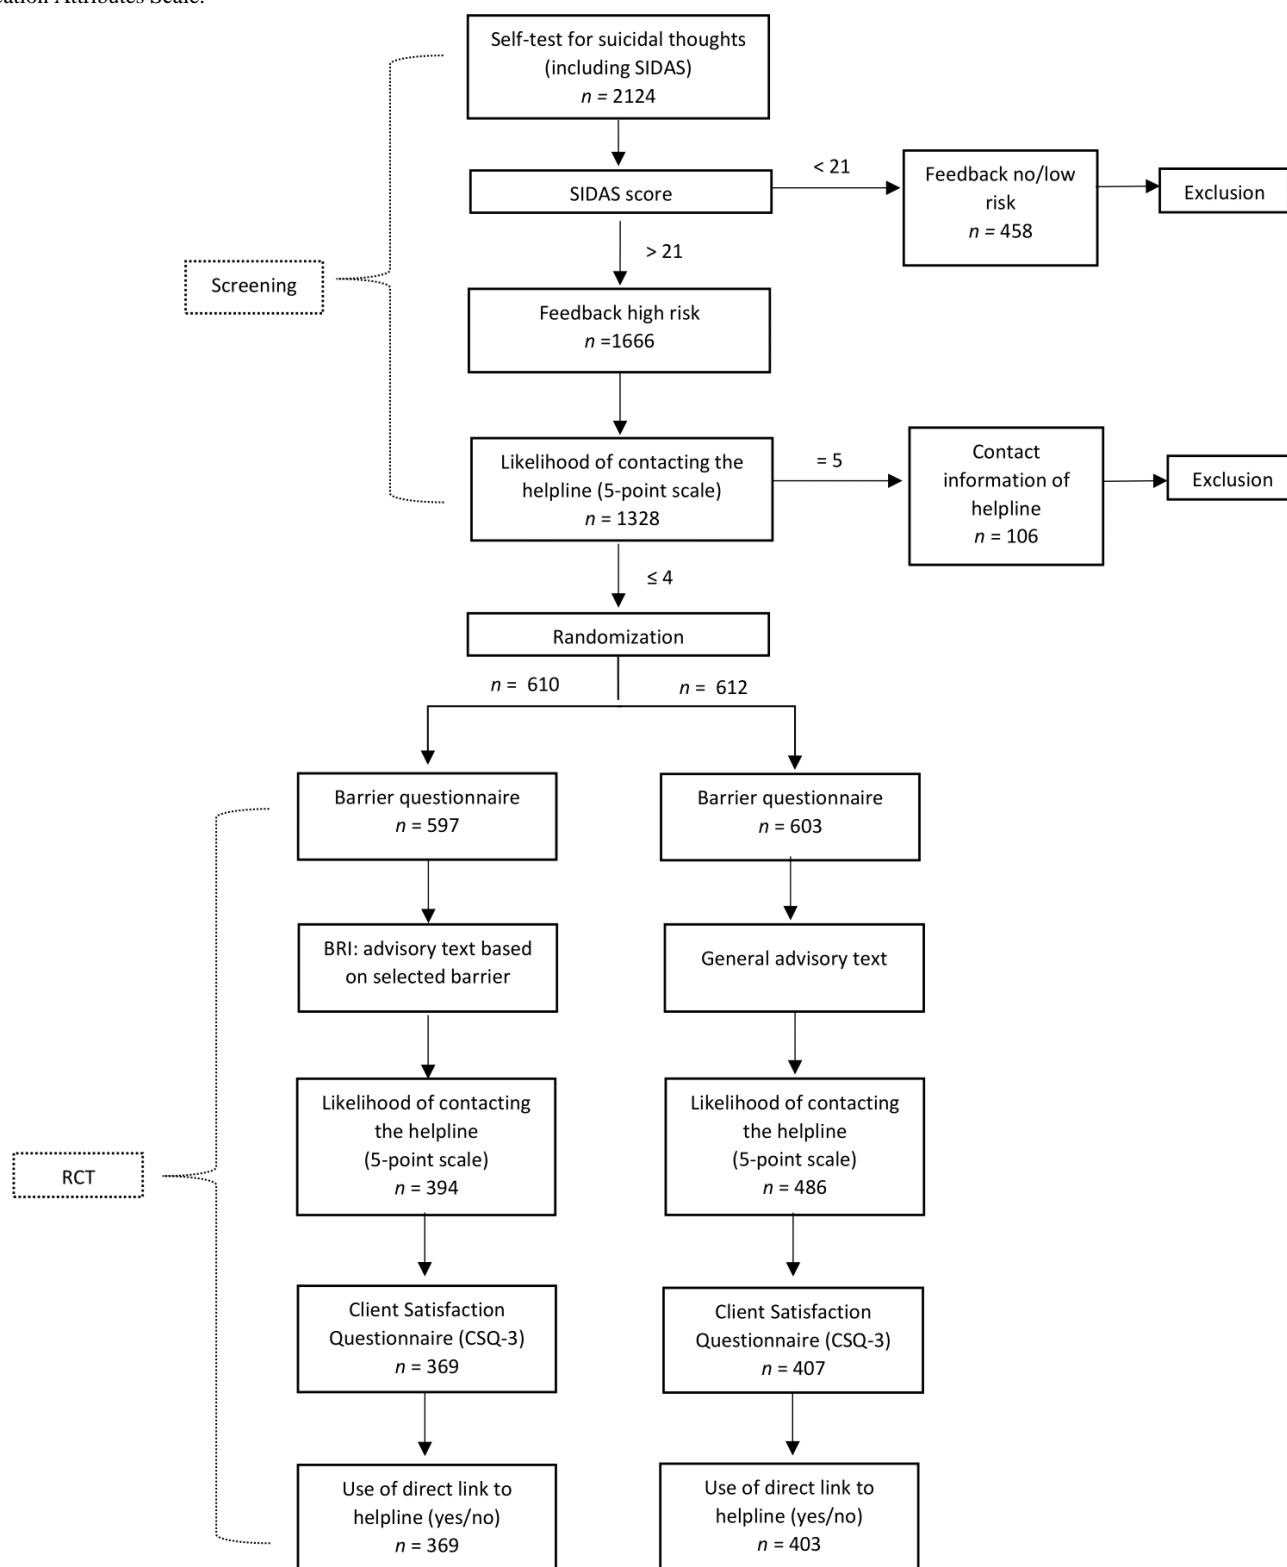 Attributes Scale.
Self-test for suicidal thoughts
(including SIDAS)
n = 2124
SIDAS score
< 21
Feedback no/low
risk
n = 458
Exclusion
> 21
Screening
Feedback high risk
n =1666
Likelihood of contacting the
helpline (5-point scale)
n = 1328
= 5
Contact
information of
helpline
n = 106
Exclusion
≤ 4
Randomization
n = 610
n = 612
Barrier questionnaire
n = 597
Barrier questionnaire
n = 603
BRI: advisory text based
on selected barrier
General advisory text
Likelihood of contacting
the helpline
(5-point scale)
n = 394
Likelihood of contacting
the helpline
(5-point scale)
n = 486
RCT
Client Satisfaction
Questionnaire (CSQ-3)
n = 369
Client Satisfaction
Questionnaire (CSQ-3)
n = 407
Use of direct link to
helpline (yes/no)
n = 369
Use of direct link to
helpline (yes/no)
n = 403